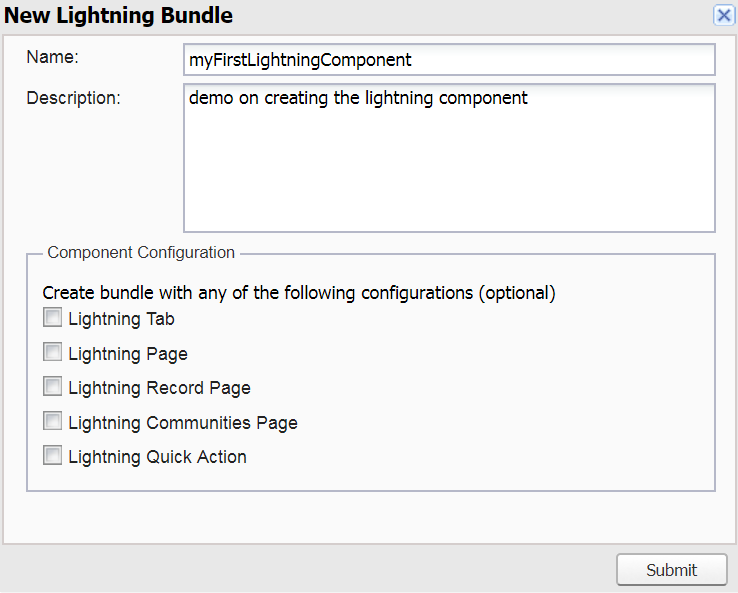 New Lightning Bundle
Name:
myFirstLightningComponent
Description:
demo on creating the lightning component
Component Configuration
Create bundle with any of the following configurations (optional)
Lightning Tab
Lightning Page
Lightning Record Page
Lightning Communities Page
Lightning Quick Action
Submit